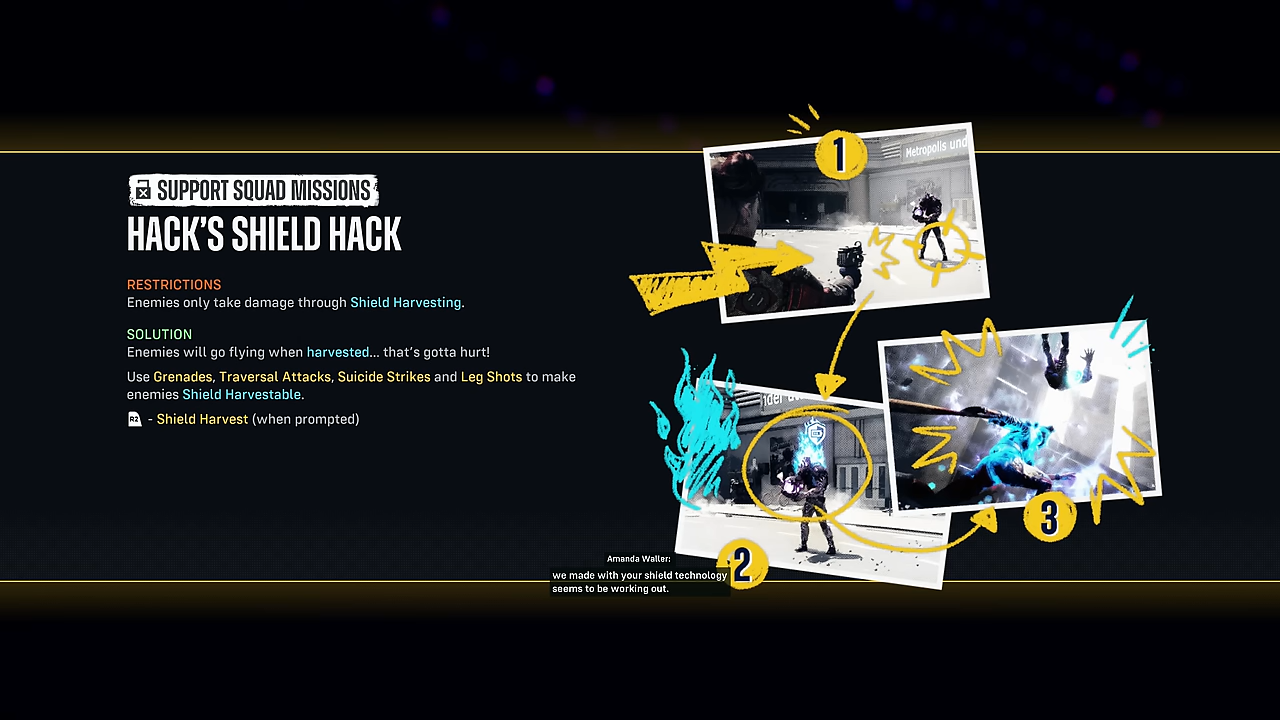 SUPPORT SQUAD MISSIONS
HACK'S SHIELD HACK
RESTRICTIONS
Enemies only take damage through Shield Harvesting.
SOLUTION
Enemies will go flying when harvested... that's gotta hurt!
Use Grenades, Traversal Attacks, Suicide Strikes and Leg Shots to make
enemies Shield Harvestable.
R2 - Shield Harvest (when prompted)
1
Metropolis und
2
3
Amanda Waller:
we made with your shield technology
seems to be working out.